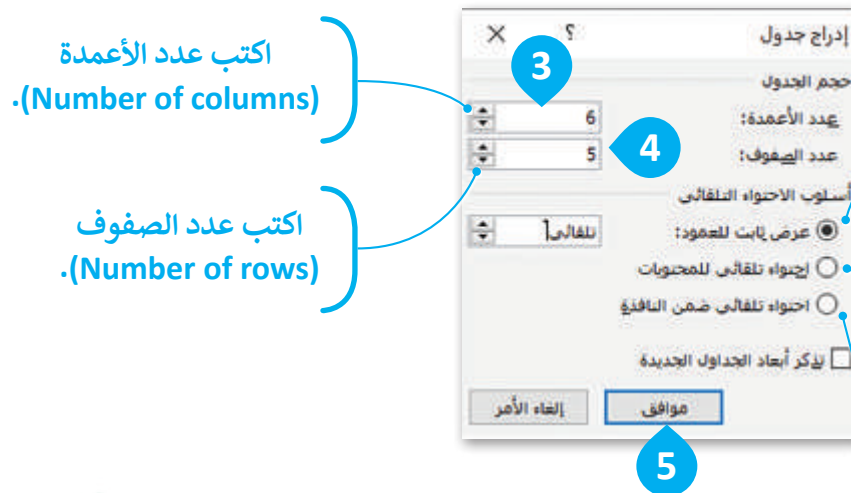 اكتب عدد الأعمدة
(Number of columns).
اكتب عدد الصفوف
(Number of rows).
إدراج جدول
؟ ×
3
حجم الجدول
عدد الأعمدة: 6
4
عدد الصفوف: 5
أسلوب الاحتواء التلقائي
عرض ثابت للعمود: تلقائي
احتواء تلقائي للمحتويات
احتواء تلقائي ضمن النافذة
تذكر أبعاد الجداول الجديدة
موافق
إلغاء الأمر
5